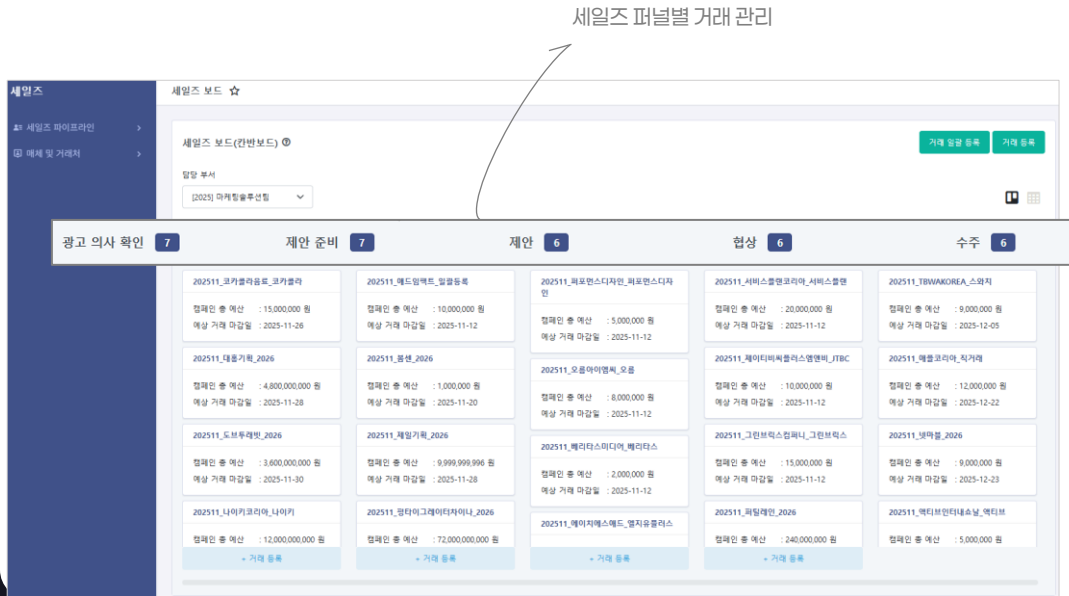 세일즈 퍼널별 거래 관리
세일즈
세일즈 보드
세일즈 파이프라인
매체 및 거래처
세일즈 보드(칸반보드)
거래 일괄 등록
거래 등록
담당 부서
[2025] 마케팅솔루션팀
광고 의사 확인 7
제안 준비 7
제안 6
협상 6
수주 6
202511_코카콜라음료_코카콜라
캠페인 총 예산 : 15,000,000 원
예상 거래 마감일 : 2025-11-26
202511_대홍기획_2026
캠페인 총 예산 : 4,800,000,000 원
예상 거래 마감일 : 2025-11-28
202511_도브투래빗_2026
캠페인 총 예산 : 3,600,000,000 원
예상 거래 마감일 : 2025-11-30
202511_나이키코리아_나이키
캠페인 총 예산 : 12,000,000,000 원
+ 거래 등록
202511_애드임팩트_일괄등록
캠페인 총 예산 : 10,000,000 원
예상 거래 마감일 : 2025-11-12
202511_봄센_2026
캠페인 총 예산 : 1,000,000 원
예상 거래 마감일 : 2025-11-20
202511_제일기획_2026
캠페인 총 예산 : 9,999,999,996 원
예상 거래 마감일 : 2025-11-28
202511_펑타이그레이터차이나_2026
캠페인 총 예산 : 72,000,000,000 원
+ 거래 등록
202511_퍼포먼스디자인_퍼포먼스디자
인
캠페인 총 예산 : 5,000,000 원
예상 거래 마감일 : 2025-11-12
202511_오름아이엠씨_오름
캠페인 총 예산 : 8,000,000 원
예상 거래 마감일 : 2025-11-12
202511_베리타스미디어_베리타스
캠페인 총 예산 : 2,000,000 원
예상 거래 마감일 : 2025-11-12
202511_에이치에스애드_엘지유플러스
+ 거래 등록
202511_서비스플랜코리아_서비스플랜
캠페인 총 예산 : 20,000,000 원
예상 거래 마감일 : 2025-11-12
202511_제이티비씨플러스엠앤비_JTBC
캠페인 총 예산 : 10,000,000 원
예상 거래 마감일 : 2025-11-12
202511_그린브릭스컴퍼니_그린브릭스
캠페인 총 예산 : 15,000,000 원
예상 거래 마감일 : 2025-11-12
202511_퍼틸레인_2026
캠페인 총 예산 : 240,000,000 원
+ 거래 등록
202511_TBWAKOREA_스와치
캠페인 총 예산 : 9,000,000 원
예상 거래 마감일 : 2025-12-05
202511_애플코리아_직거래
캠페인 총 예산 : 12,000,000 원
예상 거래 마감일 : 2025-12-22
202511_넷마블_2026
캠페인 총 예산 : 9,000,000 원
예상 거래 마감일 : 2025-12-23
202511_액티브인터내쇼날_액티브
캠페인 총 예산 : 5,000,000 원